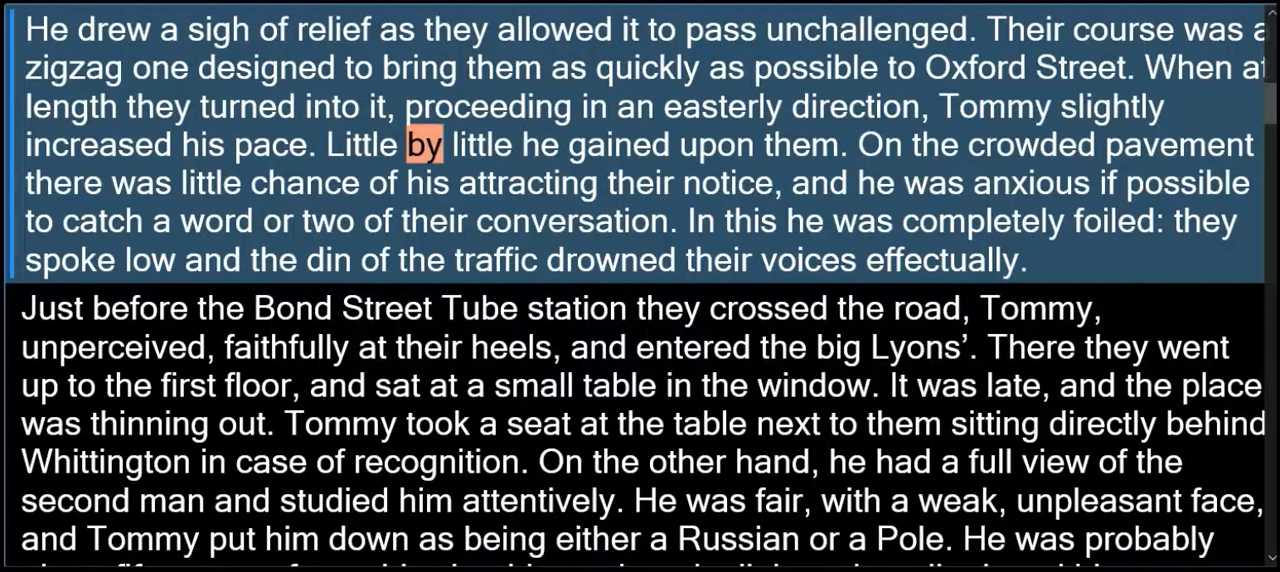 He drew a sigh of relief as they allowed it to pass unchallenged. Their course was a
zigzag one designed to bring them as quickly as possible to Oxford Street. When at
length they turned into it, proceeding in an easterly direction, Tommy slightly
increased his pace. Little by little he gained upon them. On the crowded pavement
there was little chance of his attracting their notice, and he was anxious if possible
to catch a word or two of their conversation. In this he was completely foiled: they
spoke low and the din of the traffic drowned their voices effectually.
Just before the Bond Street Tube station they crossed the road, Tommy,
unperceived, faithfully at their heels, and entered the big Lyons’. There they went
up to the first floor, and sat at a small table in the window. It was late, and the place
was thinning out. Tommy took a seat at the table next to them sitting directly behind
Whittington in case of recognition. On the other hand, he had a full view of the
second man and studied him attentively. He was fair, with a weak, unpleasant face,
and Tommy put him down as being either a Russian or a Pole. He was probably